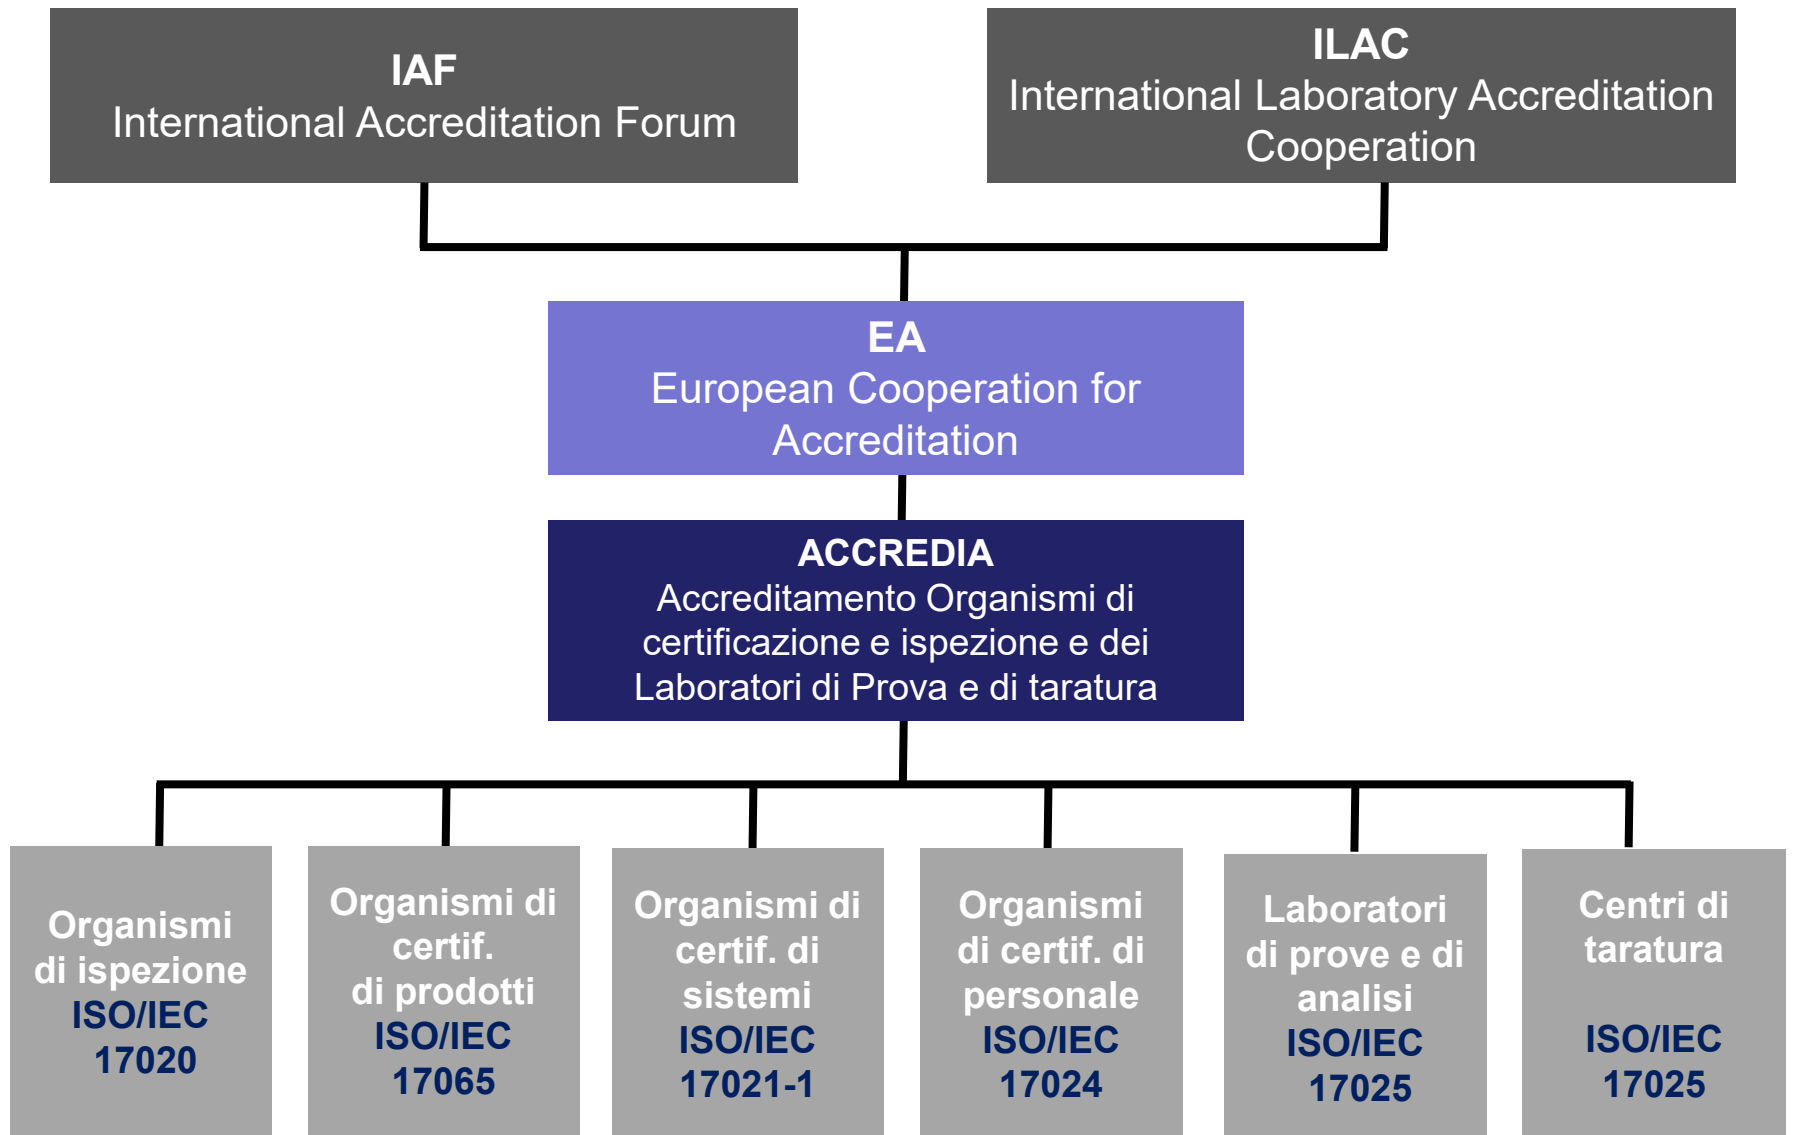 IAF
International Accreditation Forum
ILAC
International Laboratory Accreditation
Cooperation
EA
European Cooperation for
Accreditation
ACCREDIA
Accreditamento Organismi di
certificazione e ispezione e dei
Laboratori di Prova e di taratura
Organismi
di ispezione
ISO/IEC
17020
Organismi di
certif.
di prodotti
ISO/IEC
17065
Organismi di
certif. di
sistemi
ISO/IEC
17021-1
Organismi
di certif. di
personale
ISO/IEC
17024
Laboratori
di prove e di
analisi
ISO/IEC
17025
Centri di
taratura
ISO/IEC
17025